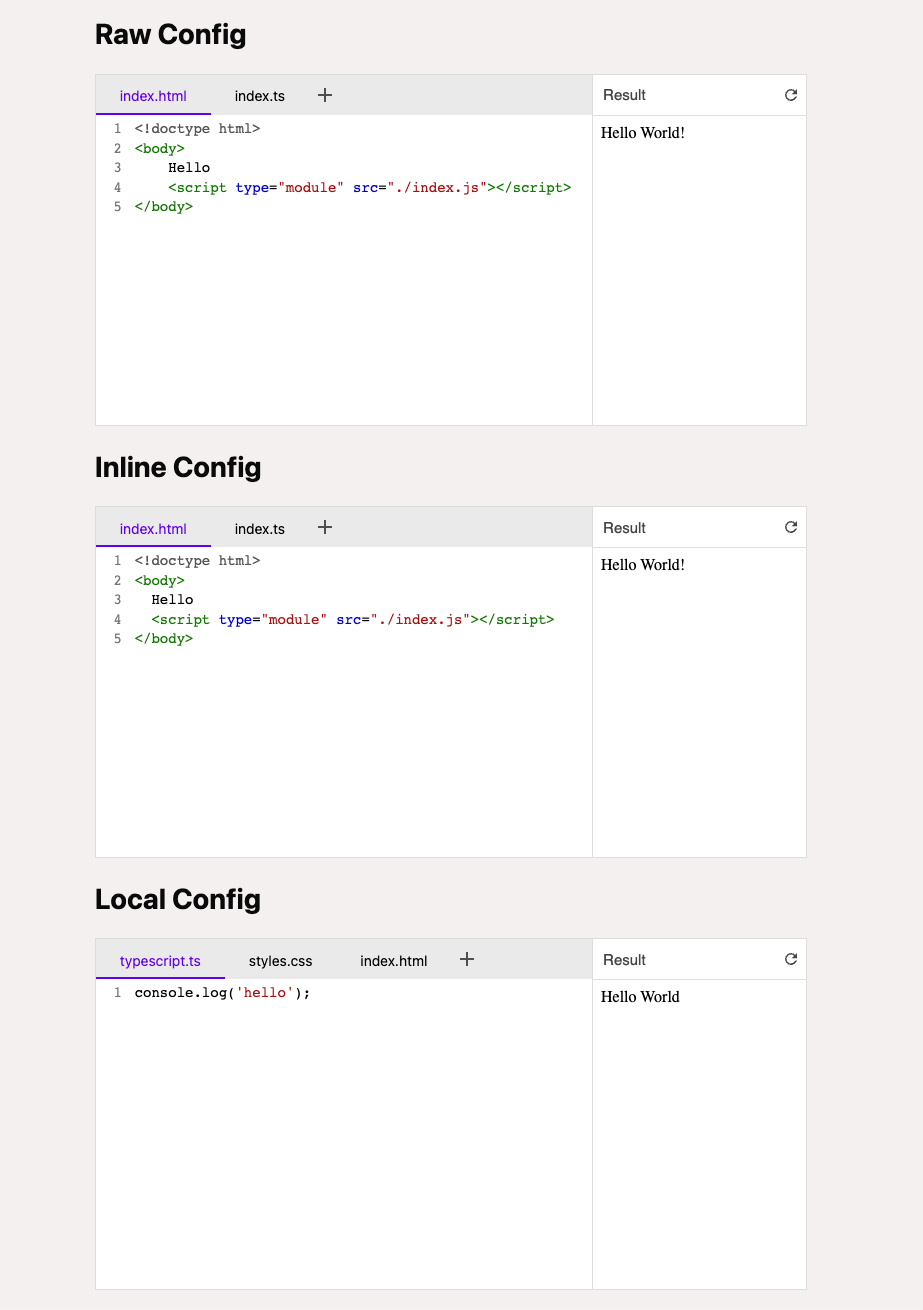 Raw Config
index.html index.ts + Result
1 <!doctype html>
2 <body>
3     Hello
4     <script type="module" src="./index.js"></script>
5 </body>
Hello World!
Inline Config
index.html index.ts + Result
1 <!doctype html>
2 <body>
3   Hello
4   <script type="module" src="./index.js"></script>
5 </body>
Hello World!
Local Config
typescript.ts styles.css index.html + Result
1 console.log('hello');
Hello World